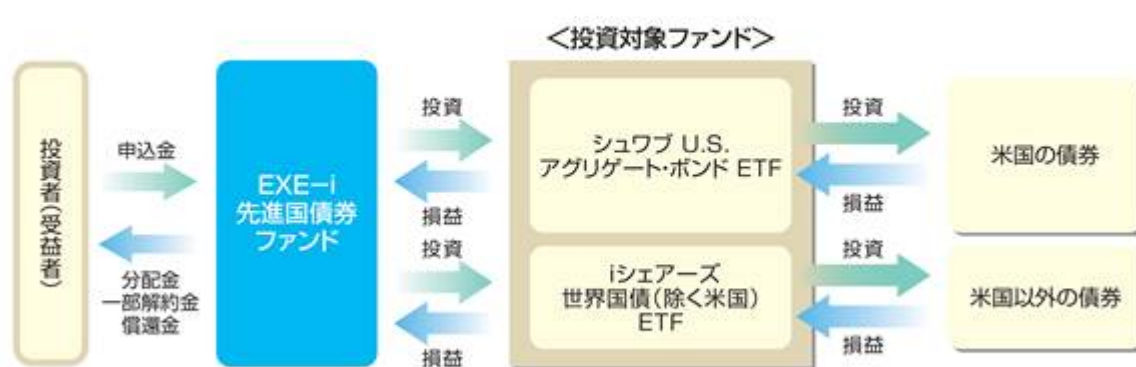 <投資対象ファンド>
投資者(受益者)
申込金
分配金
一部解約金
償還金
EXE-i
先進国債券
ファンド
投資
損益
投資
損益
シュワブ U.S.
アグリゲート・ボンド ETF
iシェアーズ
世界国債(除く米国)
ETF
投資
損益
投資
損益
米国の債券
米国以外の債券